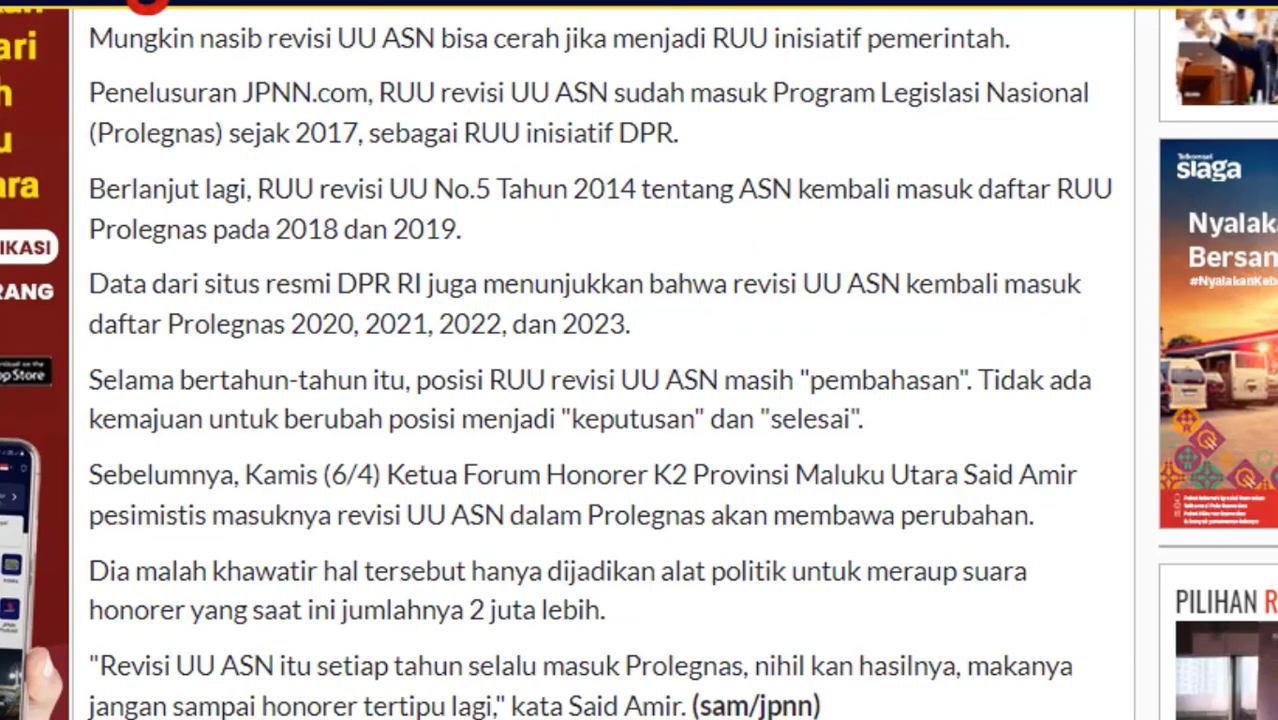 ari
h
u
ara
IKASI
RANG
Mungkin nasib revisi UU ASN bisa cerah jika menjadi RUU inisiatif pemerintah.
Penelusuran JPNN.com, RUU revisi UU ASN sudah masuk Program Legislasi Nasional
(Prolegnas) sejak 2017, sebagai RUU inisiatif DPR.
Berlanjut lagi, RUU revisi UU No.5 Tahun 2014 tentang ASN kembali masuk daftar RUU
Prolegnas pada 2018 dan 2019.
Data dari situs resmi DPR RI juga menunjukkan bahwa revisi UU ASN kembali masuk
daftar Prolegnas 2020, 2021, 2022, dan 2023.
Selama bertahun-tahun itu, posisi RUU revisi UU ASN masih "pembahasan". Tidak ada
kemajuan untuk berubah posisi menjadi "keputusan" dan "selesai".
Sebelumnya, Kamis (6/4) Ketua Forum Honorer K2 Provinsi Maluku Utara Said Amir
pesimistis masuknya revisi UU ASN dalam Prolegnas akan membawa perubahan.
Dia malah khawatir hal tersebut hanya dijadikan alat politik untuk meraup suara
honorer yang saat ini jumlahnya 2 juta lebih.
"Revisi UU ASN itu setiap tahun selalu masuk Prolegnas, nihil kan hasilnya, makanya
jangan sampai honorer tertipu lagi," kata Said Amir. (sam/jpnn)
Telkomsel
siaga
Nyalaka
Bersam
#NyalakanKeb
PILIHAN R